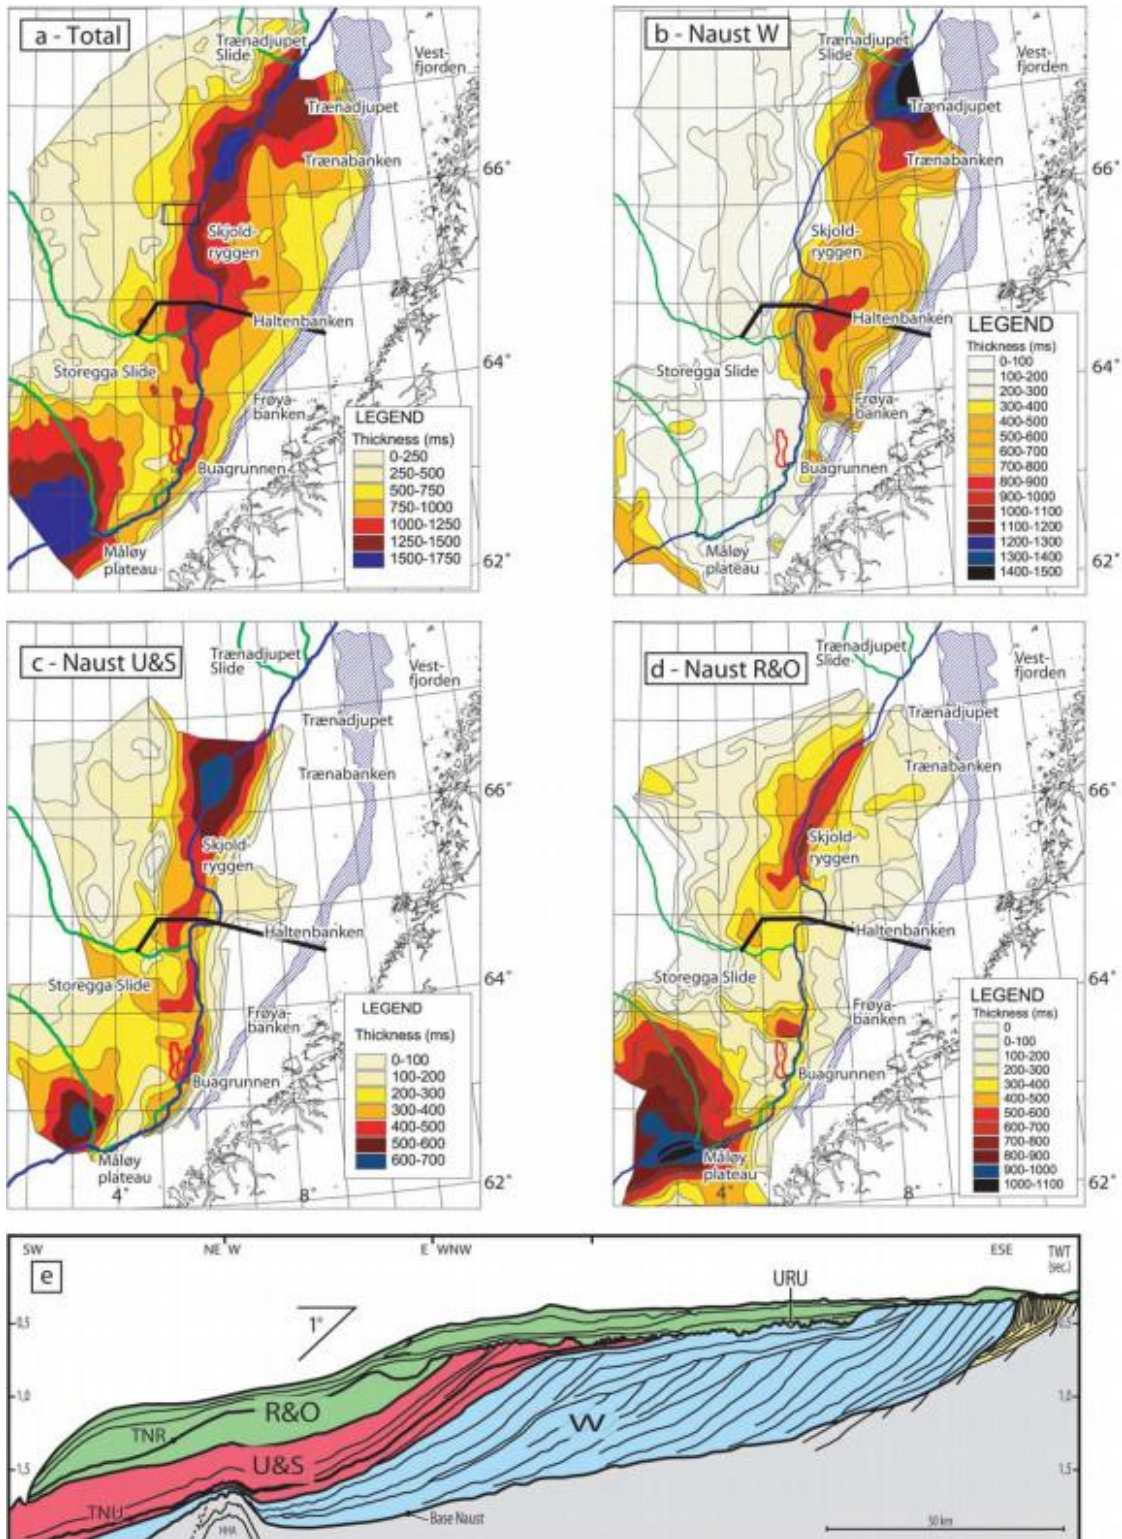 a - Total
Trænadjupet
Slide
Vest-
fjorden
Trænadjupet
Trænabanken
66°
Skjold-
ryggen
Haltenbanken
64°
Storegga Slide
Frøya-
banken
LEGEND
Thickness (ms)
0-250
250-500
500-750
750-1000
1000-1250
1250-1500
1500-1750
Buagrunnen
Måløy
plateau
62°
b - Naust W
Trænadjupet
Slide
Vest-
fjorden
Trænadjupet
Trænabanken
66°
Skjold-
ryggen
Haltenbanken
64°
Storegga Slide
Frøya-
banken
Buagrunnen
Måløy
plateau
62°
LEGEND
Thickness (ms)
0-100
100-200
200-300
300-400
400-500
500-600
600-700
700-800
800-900
900-1000
1000-1100
1100-1200
1200-1300
1300-1400
1400-1500
c - Naust U&S
Trænadjupet
Slide
Vest-
fjorden
Trænadjupet
Trænabanken
66°
Skjold-
ryggen
Haltenbanken
64°
Storegga Slide
Frøya-
banken
Buagrunnen
Måløy
plateau
4°
8°
62°
LEGEND
Thickness (ms)
0-100
100-200
200-300
300-400
400-500
500-600
600-700
d - Naust R&O
Trænadjupet
Slide
Vest-
fjorden
Trænadjupet
Trænabanken
66°
Skjold-
ryggen
Haltenbanken
64°
Storegga Slide
Frøya-
banken
Buagrunnen
Måløy
plateau
4°
8°
62°
LEGEND
Thickness (ms)
0
0-100
100-200
200-300
300-400
400-500
500-600
600-700
700-800
800-900
900-1000
1000-1100
SW
NE W
E WNW
ESE
TWT
(sec.)
e
URU
1°
0,5
0,5
1,0
1,0
1,5
1,5
R&O
TNR
U&S
TNU
W
HHA
Base Naust
50 km